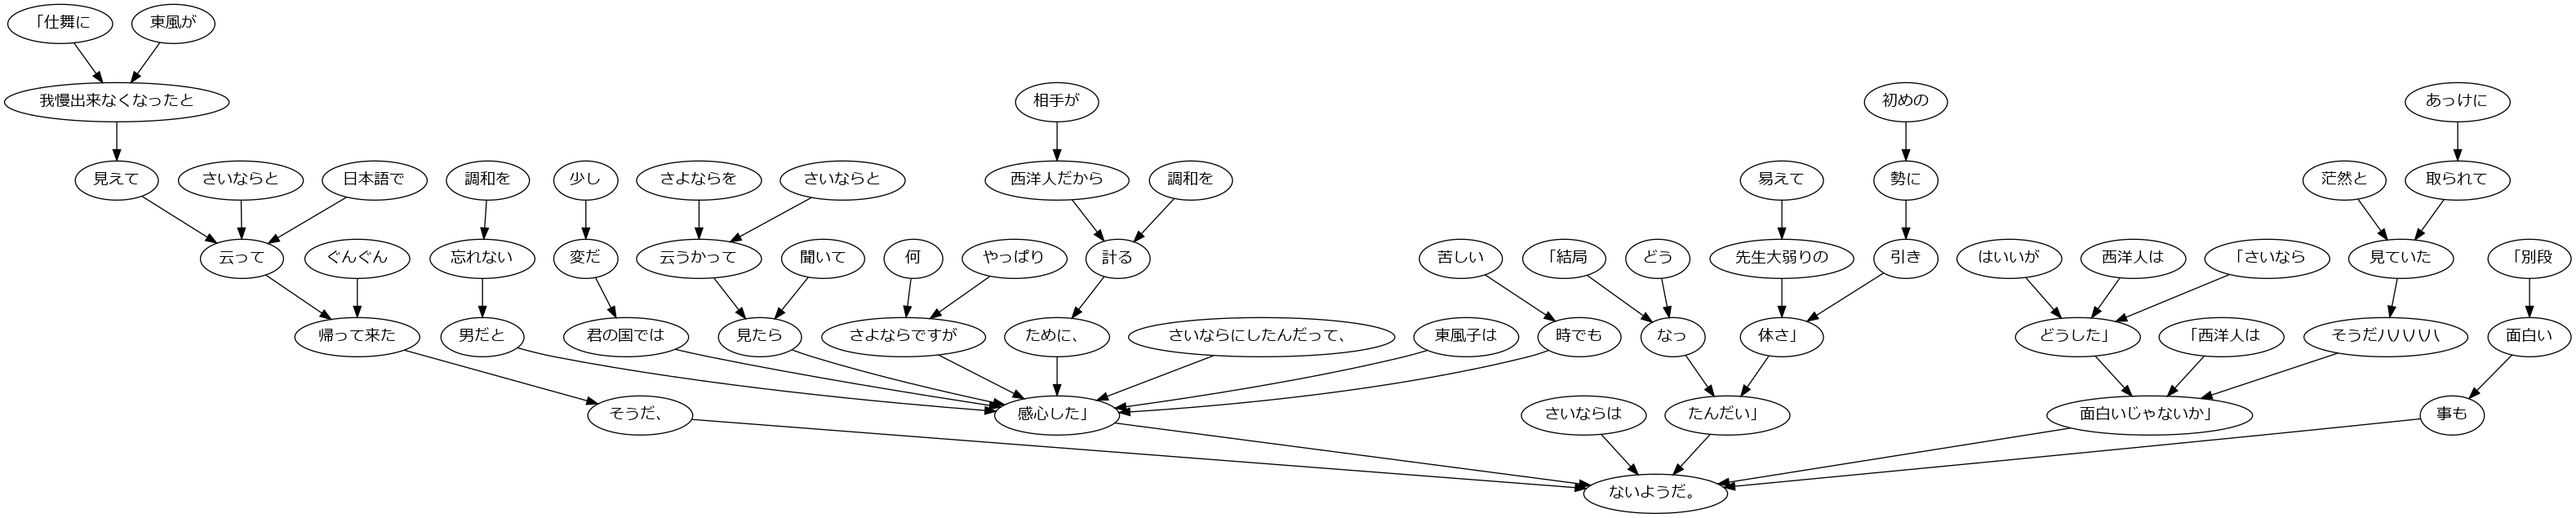 「仕舞に
東風が
我慢出来なくなったと
相手が
初めの
あっけに
見えて
さいならと
日本語で
調和を
少し
さよならを
さいならと
西洋人だから
調和を
易えて
勢に
茫然と
取られて
云って
ぐんぐん
忘れない
変だ
云うかって
聞いて
何
やっぱり
計る
苦しい
「結局
どう
先生大弱りの
引き
はいいが
西洋人は
「さいなら
見ていた
「別段
帰って来た
男だと
君の国では
見たら
さよならですが
ために、
さいならにしたんだって、
東風子は
時でも
なっ
体さ」
どうした」
「西洋人は
そうだハハハハ
面白い
そうだ、
感心した」
さいならは
たんだい」
面白いじゃないか」
事も
ないようだ。